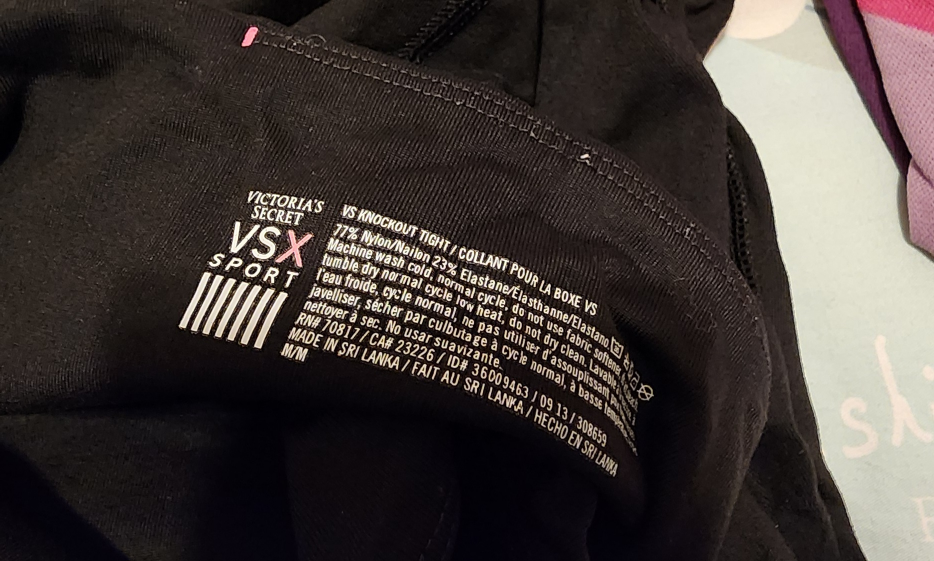 VICTORIA'S
SECRET
VSX
SPORT
M/M
VS KNOCKOUT TIGHT / COLLANT POUR LA BOXE VS
77% Nylon/Nailon 23% Elastane/Élasthanne/Elastano
Machine wash cold, normal cycle, do not use fabric softener
tumble dry normal cycle low heat, do not dry clean. Lavable
l'eau froide, cycle normal, ne pas utiliser d'assouplissant
javelliser, sécher par culbutage à cycle normal, à basse
nettoyer à sec. No usar suavizante.
RN# 70817 / CA# 23226 / ID# 36009463 / 09 13 / 308659
MADE IN SRI LANKA / FAIT AU SRI LANKA / HECHO EN SRI LANKA